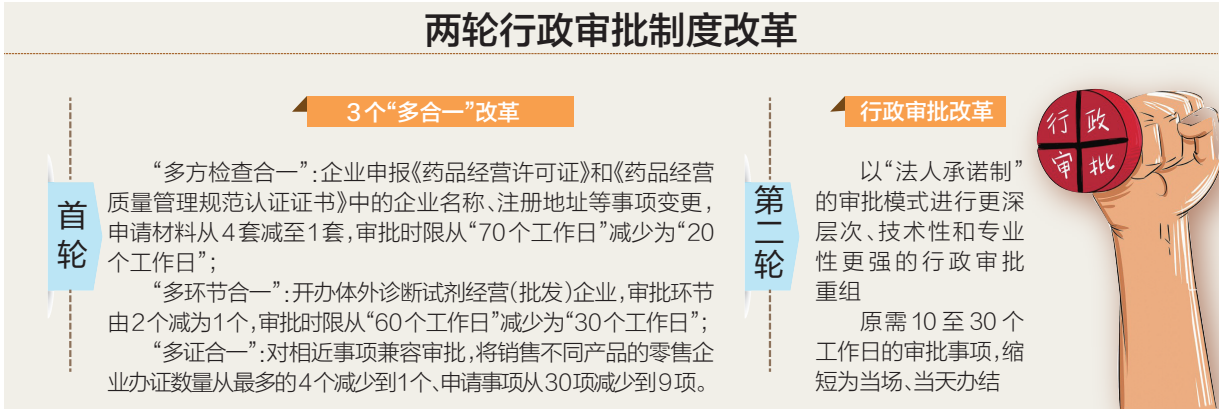 两轮行政审批制度改革
3个“多合一”改革
首轮
“多方检查合一”:企业申报《药品经营许可证》和《药品经营
质量管理规范认证证书》中的企业名称、注册地址等事项变更,
申请材料从4套减至1套,审批时限从“70个工作日”减少为“20
个工作日”;
“多环节合一”:开办体外诊断试剂经营(批发)企业,审批环节
由2个减为1个,审批时限从“60个工作日”减少为“30个工作日”;
“多证合一”:对相近事项兼容审批,将销售不同产品的零售企
业办证数量从最多的4个减少到1个、申请事项从30项减少到9项。
行政审批改革
第二轮
以“法人承诺制”
的审批模式进行更深
层次、技术性和专业
性更强的行政审批
重组
原需10至30个
工作日的审批事项,缩
短为当场、当天办结
行政
审批